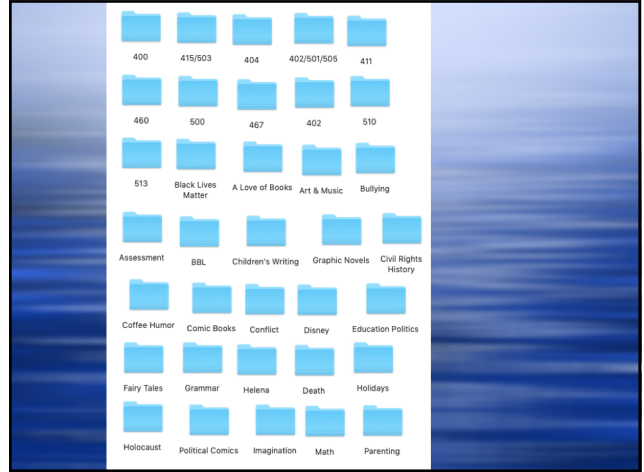 400 415/503 404 402/501/505 411
460 500 467 402 510
513 Black Lives Matter A Love of Books Art & Music Bullying
Assessment BBL Children's Writing Graphic Novels Civil Rights History
Coffee Humor Comic Books Conflict Disney Education Politics
Fairy Tales Grammar Helena Death Holidays
Holocaust Political Comics Imagination Math Parenting